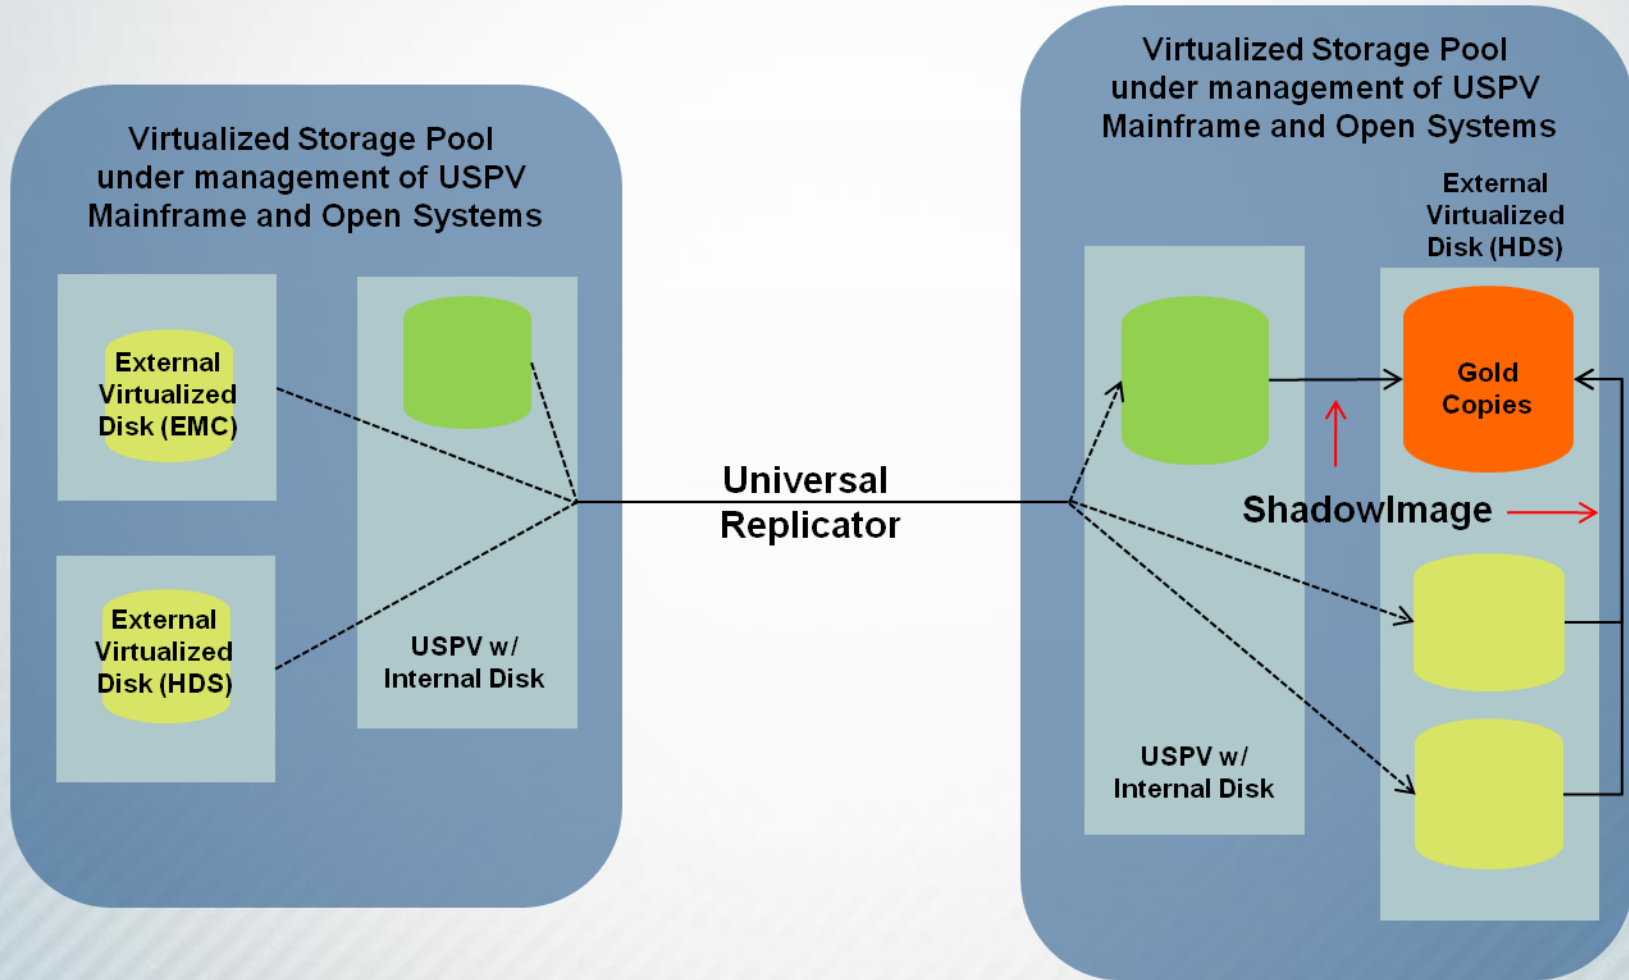 Virtualized Storage Pool
under management of USPV
Mainframe and Open Systems
External
Virtualized
Disk (EMC)
External
Virtualized
Disk (HDS)
USPV w/
Internal Disk
Universal
Replicator
Virtualized Storage Pool
under management of USPV
Mainframe and Open Systems
External
Virtualized
Disk (HDS)
Gold
Copies
ShadowImage
USPV w/
Internal Disk